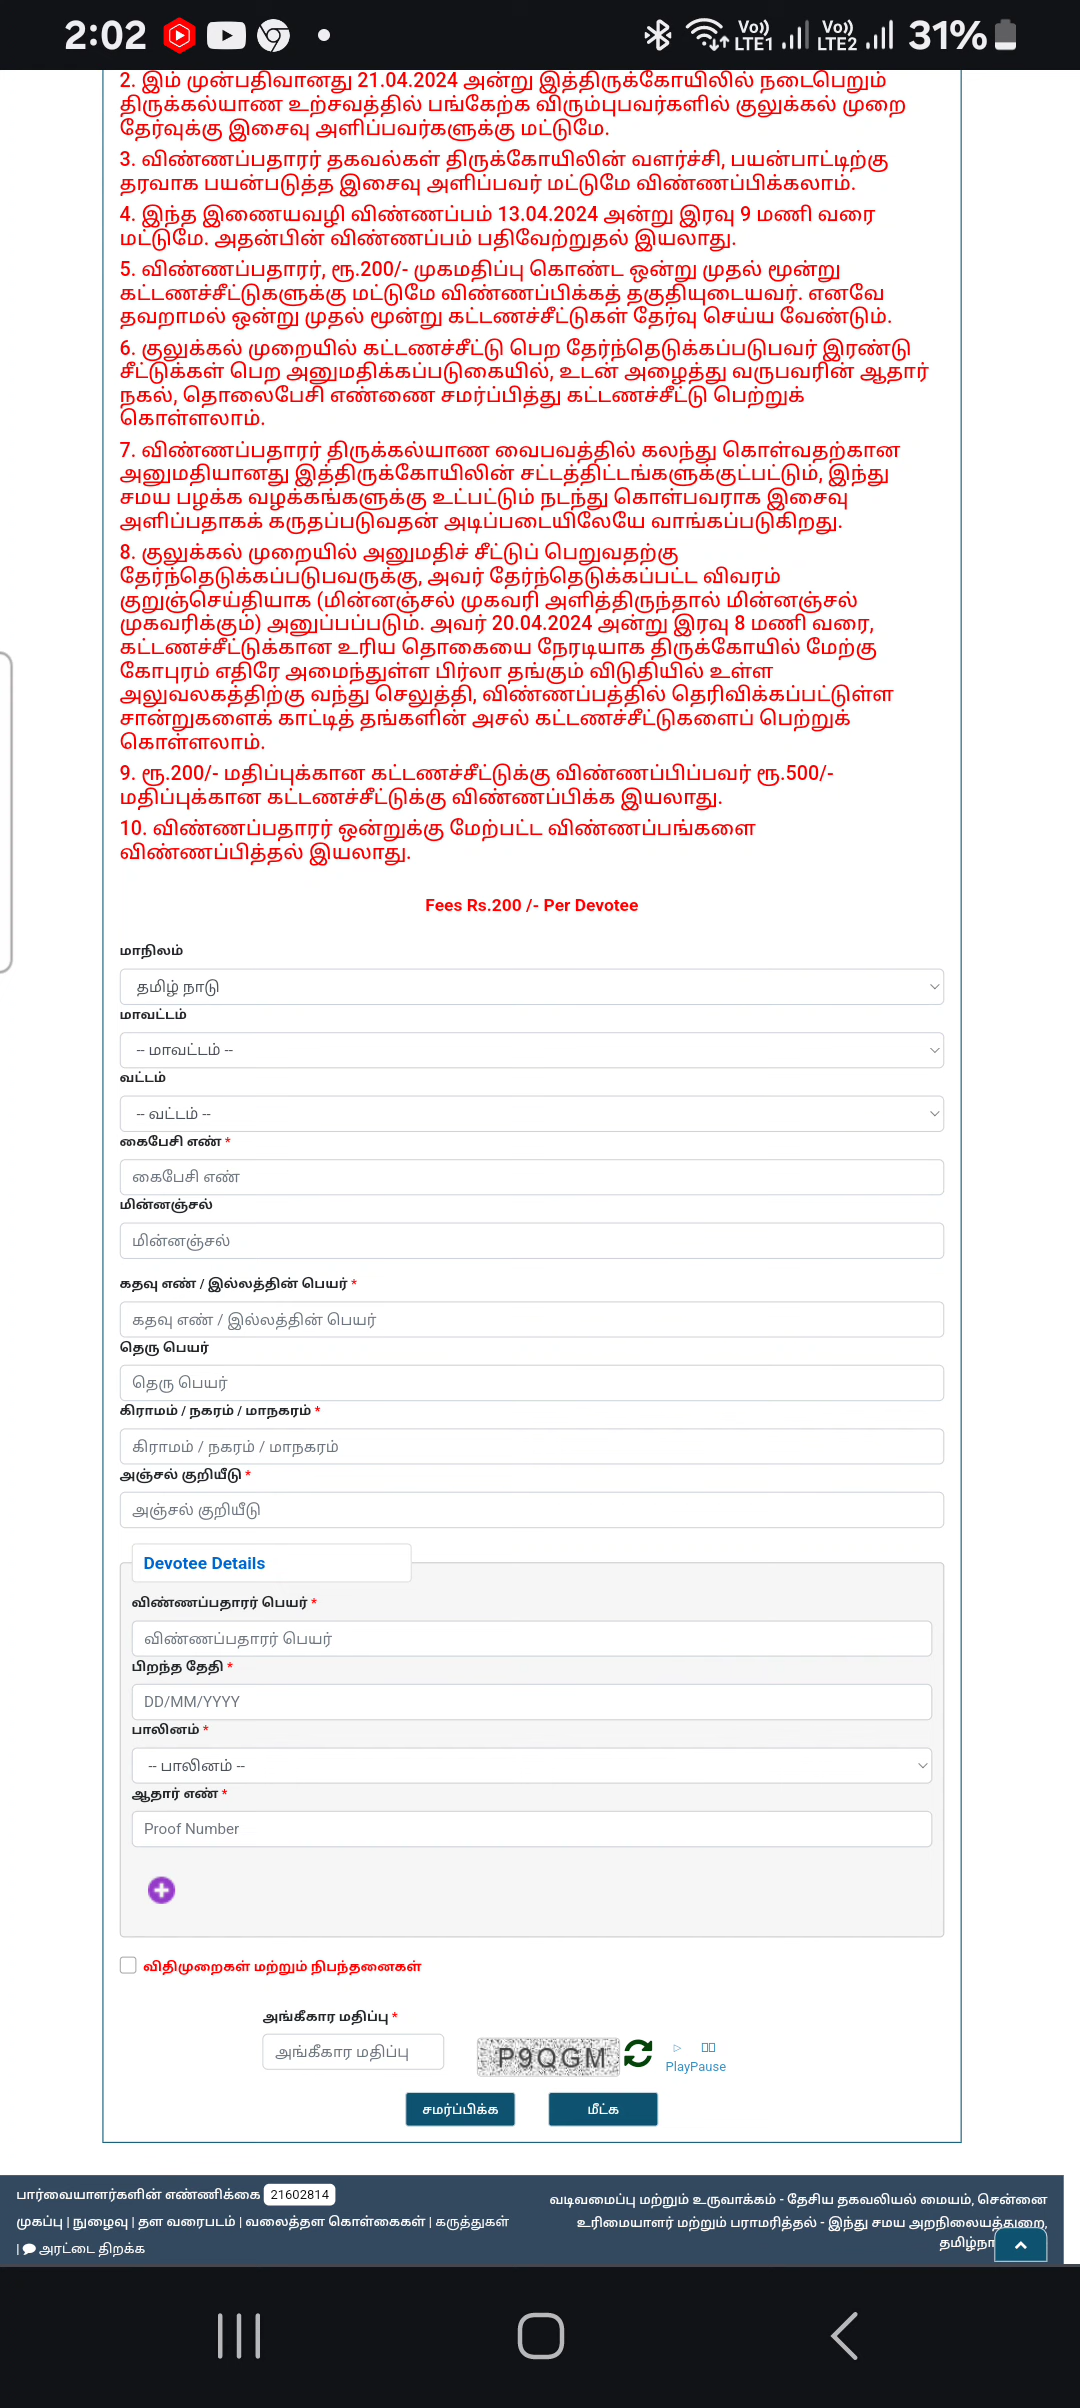 2:02
Vo)) LTE1 Vo)) LTE2 31%
2. இம் முன்பதிவானது 21.04.2024 அன்று இத்திருக்கோயிலில் நடைபெறும்
திருக்கல்யாண உற்சவத்தில் பங்கேற்க விரும்புபவர்களில் குலுக்கல் முறை
தேர்வுக்கு இசைவு அளிப்பவர்களுக்கு மட்டுமே.
3. விண்ணப்பதாரர் தகவல்கள் திருக்கோயிலின் வளர்ச்சி, பயன்பாட்டிற்கு
தரவாக பயன்படுத்த இசைவு அளிப்பவர் மட்டுமே விண்ணப்பிக்கலாம்.
4. இந்த இணையவழி விண்ணப்பம் 13.04.2024 அன்று இரவு 9 மணி வரை
மட்டுமே. அதன்பின் விண்ணப்பம் பதிவேற்றுதல் இயலாது.
5. விண்ணப்பதாரர், ரூ.200/- முகமதிப்பு கொண்ட ஒன்று முதல் மூன்று
கட்டணச்சீட்டுகளுக்கு மட்டுமே விண்ணப்பிக்கத் தகுதியுடையவர். எனவே
தவறாமல் ஒன்று முதல் மூன்று கட்டணச்சீட்டுகள் தேர்வு செய்ய வேண்டும்.
6. குலுக்கல் முறையில் கட்டணச்சீட்டு பெற தேர்ந்தெடுக்கப்படுபவர் இரண்டு
சீட்டுக்கள் பெற அனுமதிக்கப்படுகையில், உடன் அழைத்து வருபவரின் ஆதார்
நகல், தொலைபேசி எண்ணை சமர்ப்பித்து கட்டணச்சீட்டு பெற்றுக்
கொள்ளலாம்.
7. விண்ணப்பதாரர் திருக்கல்யாண வைபவத்தில் கலந்து கொள்வதற்கான
அனுமதியானது இத்திருக்கோயிலின் சட்டத்திட்டங்களுக்குட்பட்டும், இந்து
சமய பழக்க வழக்கங்களுக்கு உட்பட்டும் நடந்து கொள்பவராக இசைவு
அளிப்பதாகக் கருதப்படுவதன் அடிப்படையிலேயே வாங்கப்படுகிறது.
8. குலுக்கல் முறையில் அனுமதிச் சீட்டுப் பெறுவதற்கு
தேர்ந்தெடுக்கப்படுபவருக்கு, அவர் தேர்ந்தெடுக்கப்பட்ட விவரம்
குறுஞ்செய்தியாக (மின்னஞ்சல் முகவரி அளித்திருந்தால் மின்னஞ்சல்
முகவரிக்கும்) அனுப்பப்படும். அவர் 20.04.2024 அன்று இரவு 8 மணி வரை,
கட்டணச்சீட்டுக்கான உரிய தொகையை நேரடியாக திருக்கோயில் மேற்கு
கோபுரம் எதிரே அமைந்துள்ள பிர்லா தங்கும் விடுதியில் உள்ள
அலுவலகத்திற்கு வந்து செலுத்தி, விண்ணப்பத்தில் தெரிவிக்கப்பட்டுள்ள
சான்றுகளைக் காட்டித் தங்களின் அசல் கட்டணச்சீட்டுகளைப் பெற்றுக்
கொள்ளலாம்.
9. ரூ.200/- மதிப்புக்கான கட்டணச்சீட்டுக்கு விண்ணப்பிப்பவர் ரூ.500/-
மதிப்புக்கான கட்டணச்சீட்டுக்கு விண்ணப்பிக்க இயலாது.
10. விண்ணப்பதாரர் ஒன்றுக்கு மேற்பட்ட விண்ணப்பங்களை
விண்ணப்பித்தல் இயலாது.
Fees Rs.200 /- Per Devotee
மாநிலம்
தமிழ் நாடு
மாவட்டம்
-- மாவட்டம் --
வட்டம்
-- வட்டம் --
கைபேசி எண் *
கைபேசி எண்
மின்னஞ்சல்
மின்னஞ்சல்
கதவு எண் / இல்லத்தின் பெயர் *
கதவு எண் / இல்லத்தின் பெயர்
தெரு பெயர்
தெரு பெயர்
கிராமம் / நகரம் / மாநகரம் *
கிராமம் / நகரம் / மாநகரம்
அஞ்சல் குறியீடு *
அஞ்சல் குறியீடு
Devotee Details
விண்ணப்பதாரர் பெயர் *
விண்ணப்பதாரர் பெயர்
பிறந்த தேதி *
DD/MM/YYYY
பாலினம் *
-- பாலினம் --
ஆதார் எண் *
Proof Number
விதிமுறைகள் மற்றும் நிபந்தனைகள்
அங்கீகார மதிப்பு *
அங்கீகார மதிப்பு P9QGM
PlayPause
சமர்ப்பிக்க மீட்க
பார்வையாளர்களின் எண்ணிக்கை 21602814
முகப்பு | நுழைவு | தள வரைபடம் | வலைத்தள கொள்கைகள் | கருத்துகள்
| அரட்டை திறக்க
வடிவமைப்பு மற்றும் உருவாக்கம் - தேசிய தகவலியல் மையம், சென்னை
உரிமையாளர் மற்றும் பராமரித்தல் - இந்து சமய அறநிலையத்துறை,